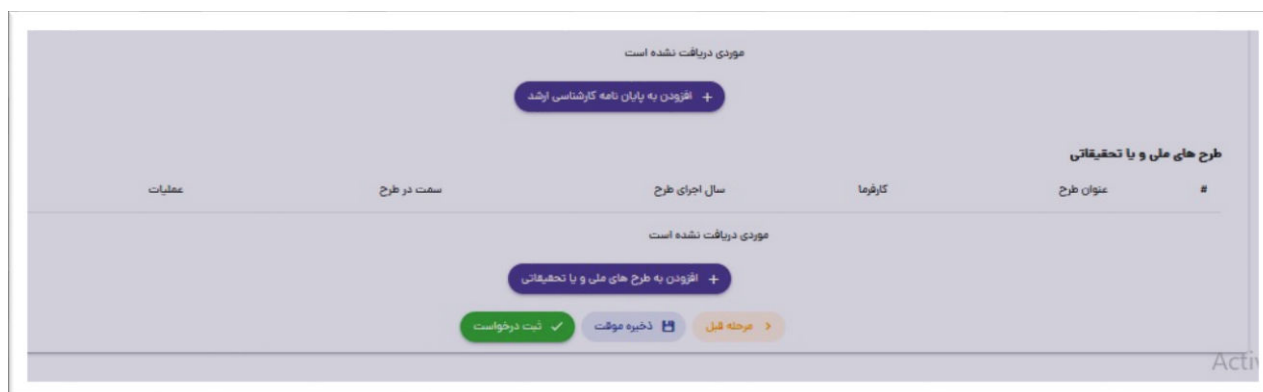 موردی دریافت نشده است
+ افزودن به پایان نامه کارشناسی ارشد
طرح های ملی و یا تحقیقاتی
# عنوان طرح کارفرما سال اجرای طرح سمت در طرح عملیات
موردی دریافت نشده است
+ افزودن به طرح های ملی و یا تحقیقاتی
مرحله قبل ذخیره موقت ثبت درخواست
Activ